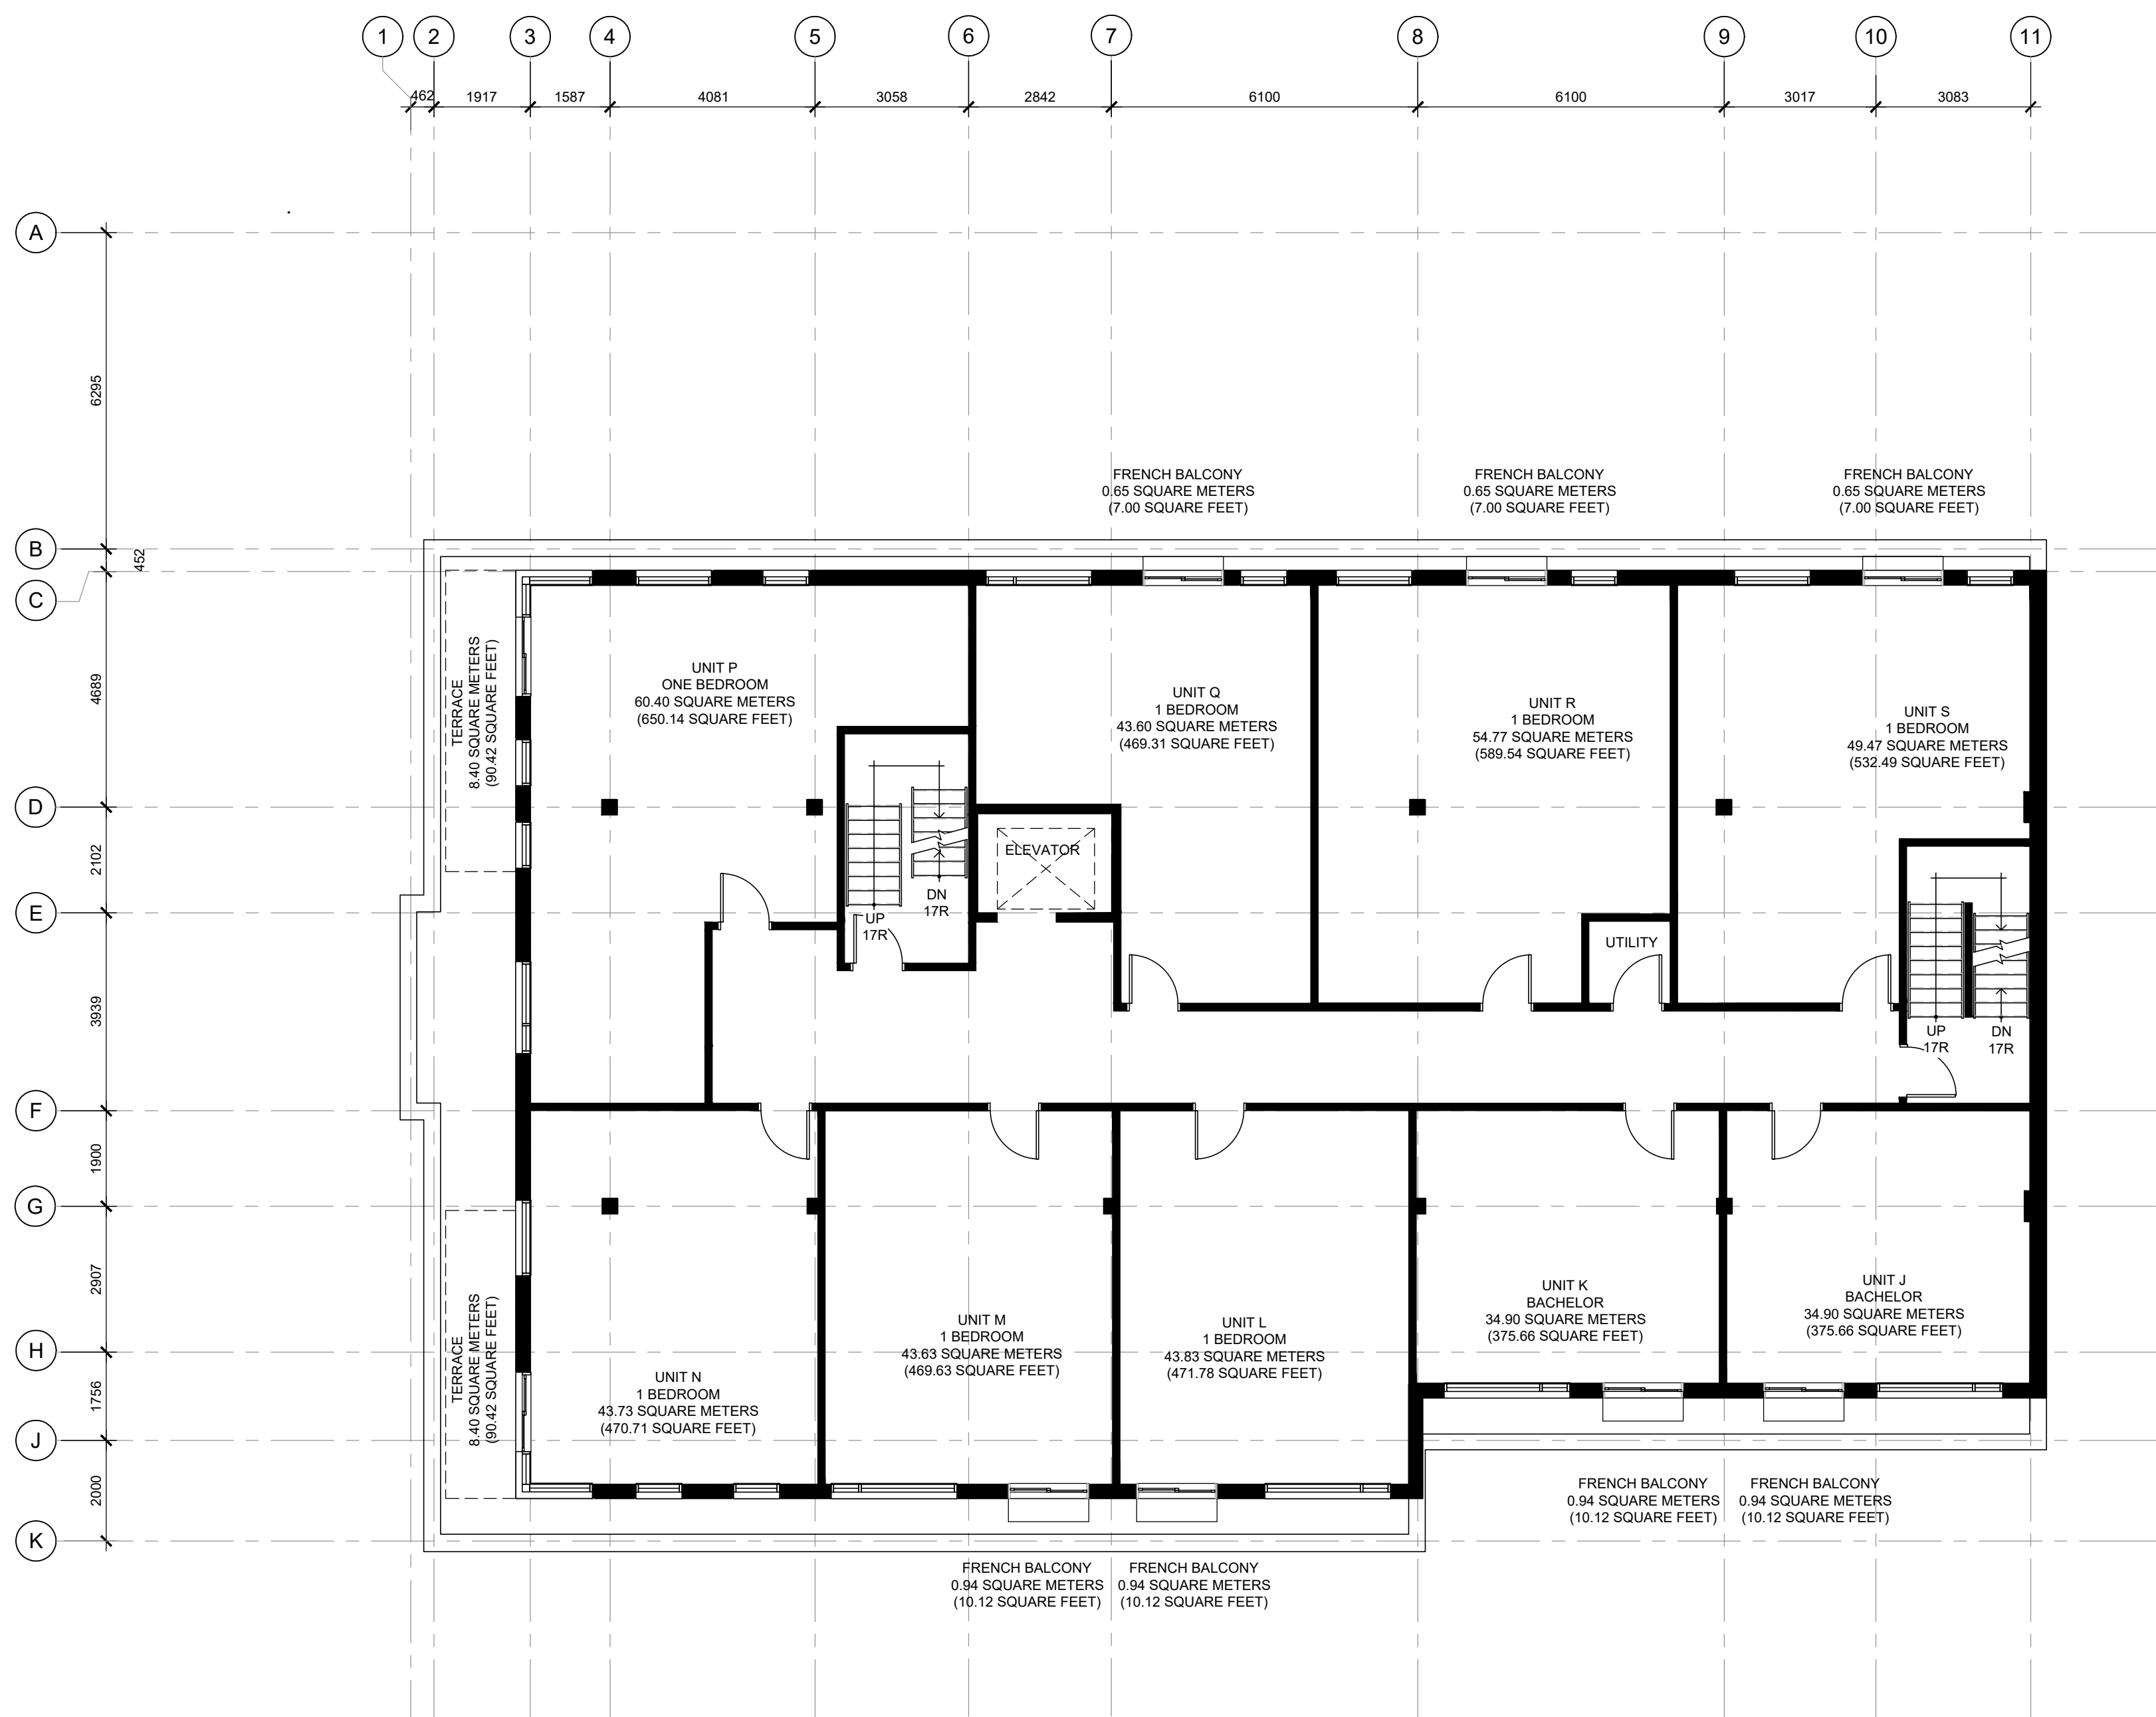 1
2
3
4
5
6
7
8
9
10
11
462
1917
1587
4081
3058
2842
6100
6100
3017
3083
A
B
C
D
E
F
G
H
J
K
6295
452
4689
2102
3939
1900
2907
1756
2000
FRENCH BALCONY
0.65 SQUARE METERS
(7.00 SQUARE FEET)
FRENCH BALCONY
0.65 SQUARE METERS
(7.00 SQUARE FEET)
FRENCH BALCONY
0.65 SQUARE METERS
(7.00 SQUARE FEET)
TERRACE
8.40 SQUARE METERS
(90.42 SQUARE FEET)
UNIT P
ONE BEDROOM
60.40 SQUARE METERS
(650.14 SQUARE FEET)
UNIT Q
1 BEDROOM
43.60 SQUARE METERS
(469.31 SQUARE FEET)
UNIT R
1 BEDROOM
54.77 SQUARE METERS
(589.54 SQUARE FEET)
UNIT S
1 BEDROOM
49.47 SQUARE METERS
(532.49 SQUARE FEET)
ELEVATOR
DN
17R
UP
17R
UTILITY
UP
17R
DN
17R
TERRACE
8.40 SQUARE METERS
(90.42 SQUARE FEET)
UNIT N
1 BEDROOM
43.73 SQUARE METERS
(470.71 SQUARE FEET)
UNIT M
1 BEDROOM
43.63 SQUARE METERS
(469.63 SQUARE FEET)
UNIT L
1 BEDROOM
43.83 SQUARE METERS
(471.78 SQUARE FEET)
UNIT K
BACHELOR
34.90 SQUARE METERS
(375.66 SQUARE FEET)
UNIT J
BACHELOR
34.90 SQUARE METERS
(375.66 SQUARE FEET)
FRENCH BALCONY
0.94 SQUARE METERS
(10.12 SQUARE FEET)
FRENCH BALCONY
0.94 SQUARE METERS
(10.12 SQUARE FEET)
FRENCH BALCONY
0.94 SQUARE METERS
(10.12 SQUARE FEET)
FRENCH BALCONY
0.94 SQUARE METERS
(10.12 SQUARE FEET)